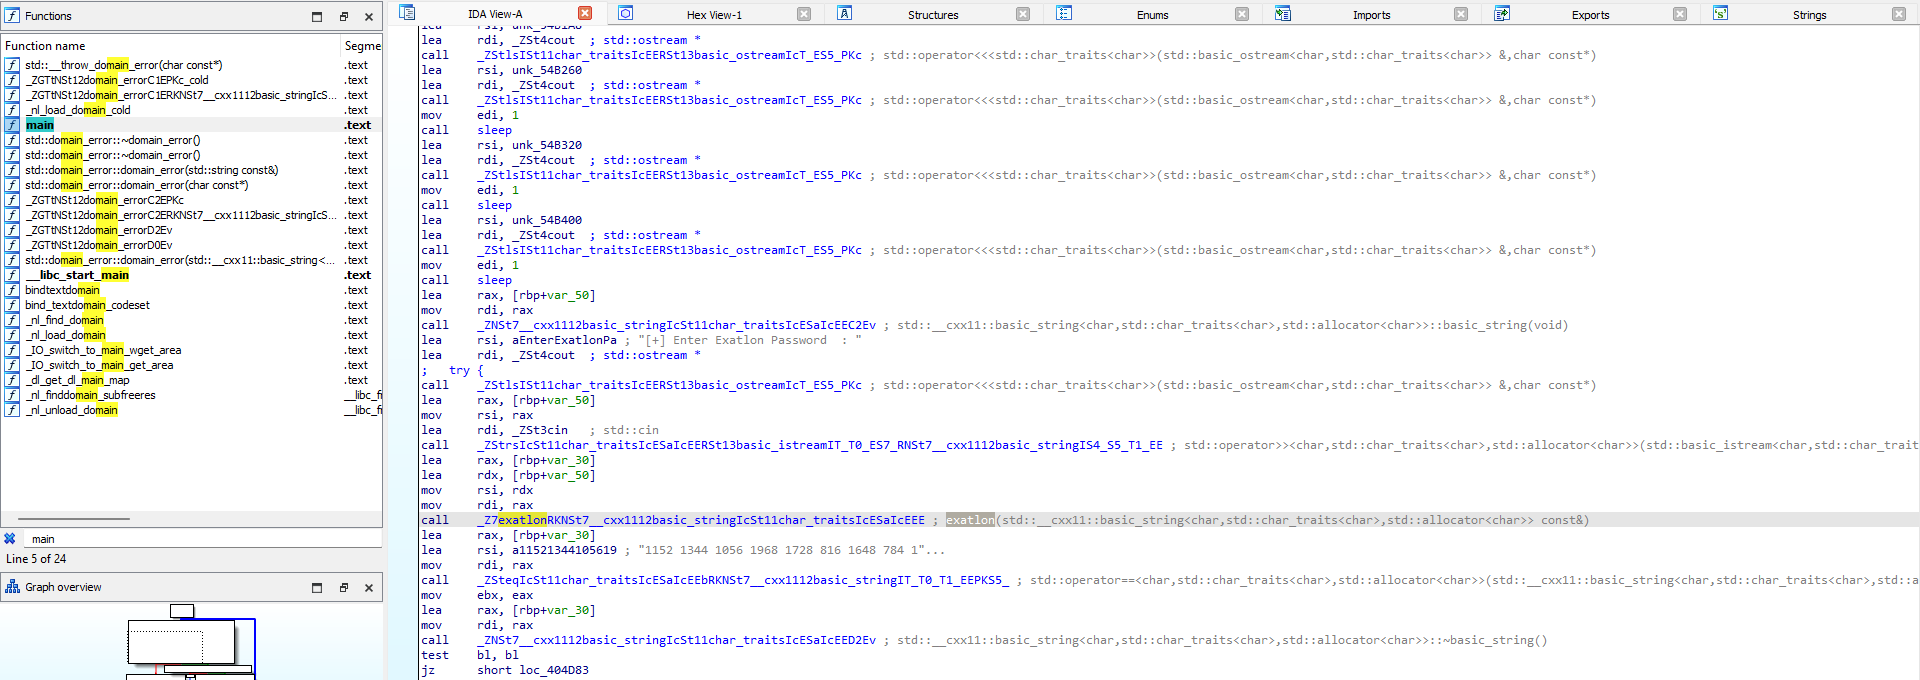 Functions
IDA View-A
Hex View-1
Structures
Enums
Imports
Exports
Strings
Function name Segme
std::__throw_domain_error(char const*) .text
_ZGTtNSt12domain_errorC1EPKc_cold .text
_ZGTtNSt12domain_errorC1ERKNSt7__cxx1112basic_stringIcS... .text
_nl_load_domain_cold .text
main .text
std::domain_error::~domain_error() .text
std::domain_error::~domain_error() .text
std::domain_error::domain_error(std::string const&) .text
std::domain_error::domain_error(char const*) .text
_ZGTtNSt12domain_errorC2EPKc .text
_ZGTtNSt12domain_errorC2ERKNSt7__cxx1112basic_stringIcS... .text
_ZGTtNSt12domain_errorD2Ev .text
_ZGTtNSt12domain_errorD0Ev .text
std::domain_error::domain_error(std::__cxx11::basic_string<... .text
__libc_start_main .text
bindtextdomain .text
bind_textdomain_codeset .text
_nl_find_domain .text
_nl_load_domain .text
_IO_switch_to_main_wget_area .text
_IO_switch_to_main_get_area .text
_dl_get_dl_main_map .text
_nl_finddomain_subfreeres __libc_fi
_nl_unload_domain __libc_fi
main
Line 5 of 24
Graph overview
lea rsi, unk_54B1A0
lea rdi, _ZSt4cout ; std::ostream *
call _ZStlsISt11char_traitsIcEERSt13basic_ostreamIcT_ES5_PKc ; std::operator<<<std::char_traits<char>>(std::basic_ostream<char,std::char_traits<char>> &,char const*)
lea rsi, unk_54B260
lea rdi, _ZSt4cout ; std::ostream *
call _ZStlsISt11char_traitsIcEERSt13basic_ostreamIcT_ES5_PKc ; std::operator<<<std::char_traits<char>>(std::basic_ostream<char,std::char_traits<char>> &,char const*)
mov edi, 1
call sleep
lea rsi, unk_54B320
lea rdi, _ZSt4cout ; std::ostream *
call _ZStlsISt11char_traitsIcEERSt13basic_ostreamIcT_ES5_PKc ; std::operator<<<std::char_traits<char>>(std::basic_ostream<char,std::char_traits<char>> &,char const*)
mov edi, 1
call sleep
lea rsi, unk_54B400
lea rdi, _ZSt4cout ; std::ostream *
call _ZStlsISt11char_traitsIcEERSt13basic_ostreamIcT_ES5_PKc ; std::operator<<<std::char_traits<char>>(std::basic_ostream<char,std::char_traits<char>> &,char const*)
mov edi, 1
call sleep
lea rax, [rbp+var_50]
mov rdi, rax
call _ZNSt7__cxx1112basic_stringIcSt11char_traitsIcESaIcEEC2Ev ; std::__cxx11::basic_string<char,std::char_traits<char>,std::allocator<char>>::basic_string(void)
lea rsi, aEnterExatlonPa ; "[+] Enter Exatlon Password  : "
lea rdi, _ZSt4cout ; std::ostream *
; try {
call _ZStlsISt11char_traitsIcEERSt13basic_ostreamIcT_ES5_PKc ; std::operator<<<std::char_traits<char>>(std::basic_ostream<char,std::char_traits<char>> &,char const*)
lea rax, [rbp+var_50]
mov rsi, rax
lea rdi, _ZSt3cin ; std::cin
call _ZStrsIcSt11char_traitsIcESaIcEERSt13basic_istreamIT_T0_ES7_RNSt7__cxx1112basic_stringIS4_S5_T1_EE ; std::operator>><char,std::char_traits<char>,std::allocator<char>>(std::basic_istream<char,std::char_trait
lea rax, [rbp+var_30]
lea rdx, [rbp+var_50]
mov rsi, rdx
mov rdi, rax
call _Z7exatlonRKNSt7__cxx1112basic_stringIcSt11char_traitsIcESaIcEEE ; exatlon(std::__cxx11::basic_string<char,std::char_traits<char>,std::allocator<char>> const&)
lea rax, [rbp+var_30]
lea rsi, a11521344105619 ; "1152 1344 1056 1968 1728 816 1648 784 1"...
mov rdi, rax
call _ZSteqIcSt11char_traitsIcESaIcEEbRKNSt7__cxx1112basic_stringIT_T0_T1_EEPKS5_ ; std::operator==<char,std::char_traits<char>,std::allocator<char>>(std::__cxx11::basic_string<char,std::char_traits<char>,std::a
mov ebx, eax
lea rax, [rbp+var_30]
mov rdi, rax
call _ZNSt7__cxx1112basic_stringIcSt11char_traitsIcESaIcEED2Ev ; std::__cxx11::basic_string<char,std::char_traits<char>,std::allocator<char>>::~basic_string()
test bl, bl
jz short loc_404D83